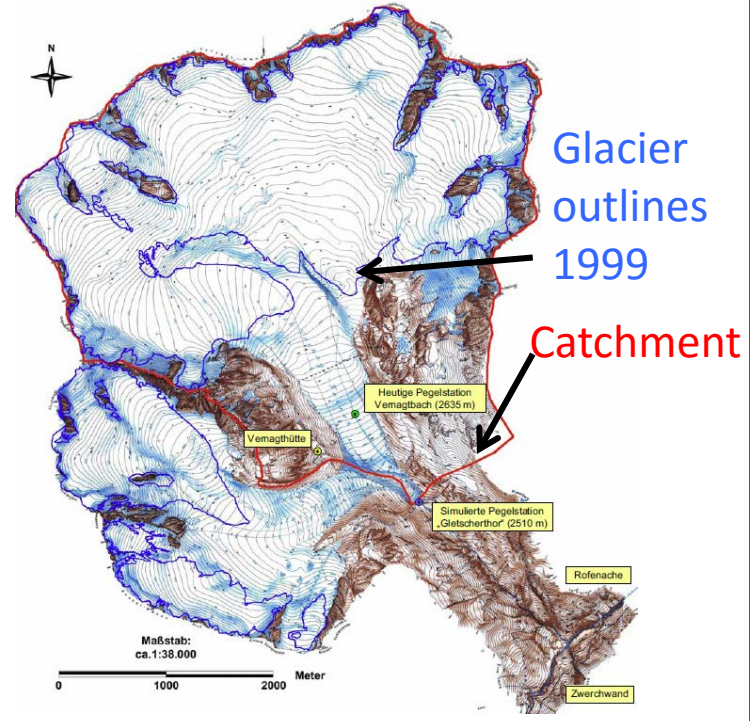 N
Glacier
outlines
1999
Catchment
Heutige Pegelstation
Vernagtbach (2635 m)
Vernagthütte
Simulierte Pegelstation
„Gletscherthor“ (2510 m)
Rofenache
Zwerchwand
Maßstab:
ca.1:38.000
Meter
0 1000 2000